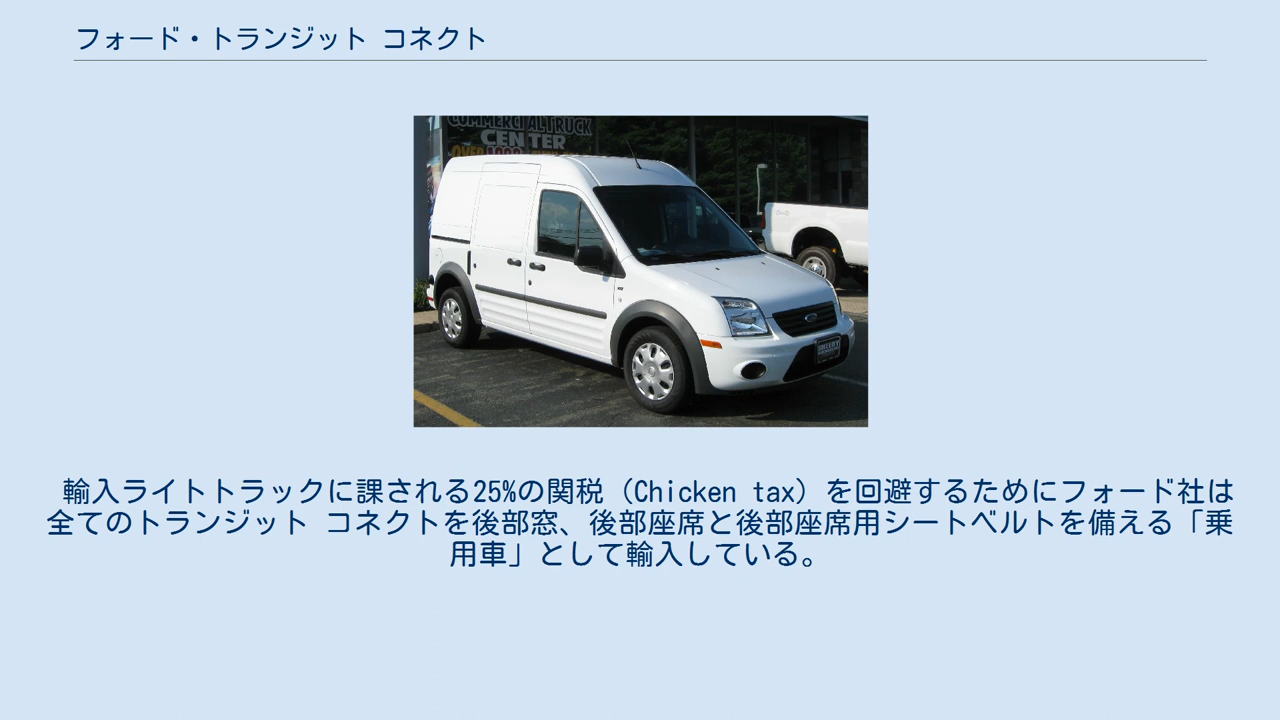 フォード・トランジット コネクト
COMMERCIAL TRUCK
CENTER
OVER
輸入ライトトラックに課される25%の関税（Chicken tax）を回避するためにフォード社は
全てのトランジット コネクトを後部窓、後部座席と後部座席用シートベルトを備える「乗
用車」として輸入している。